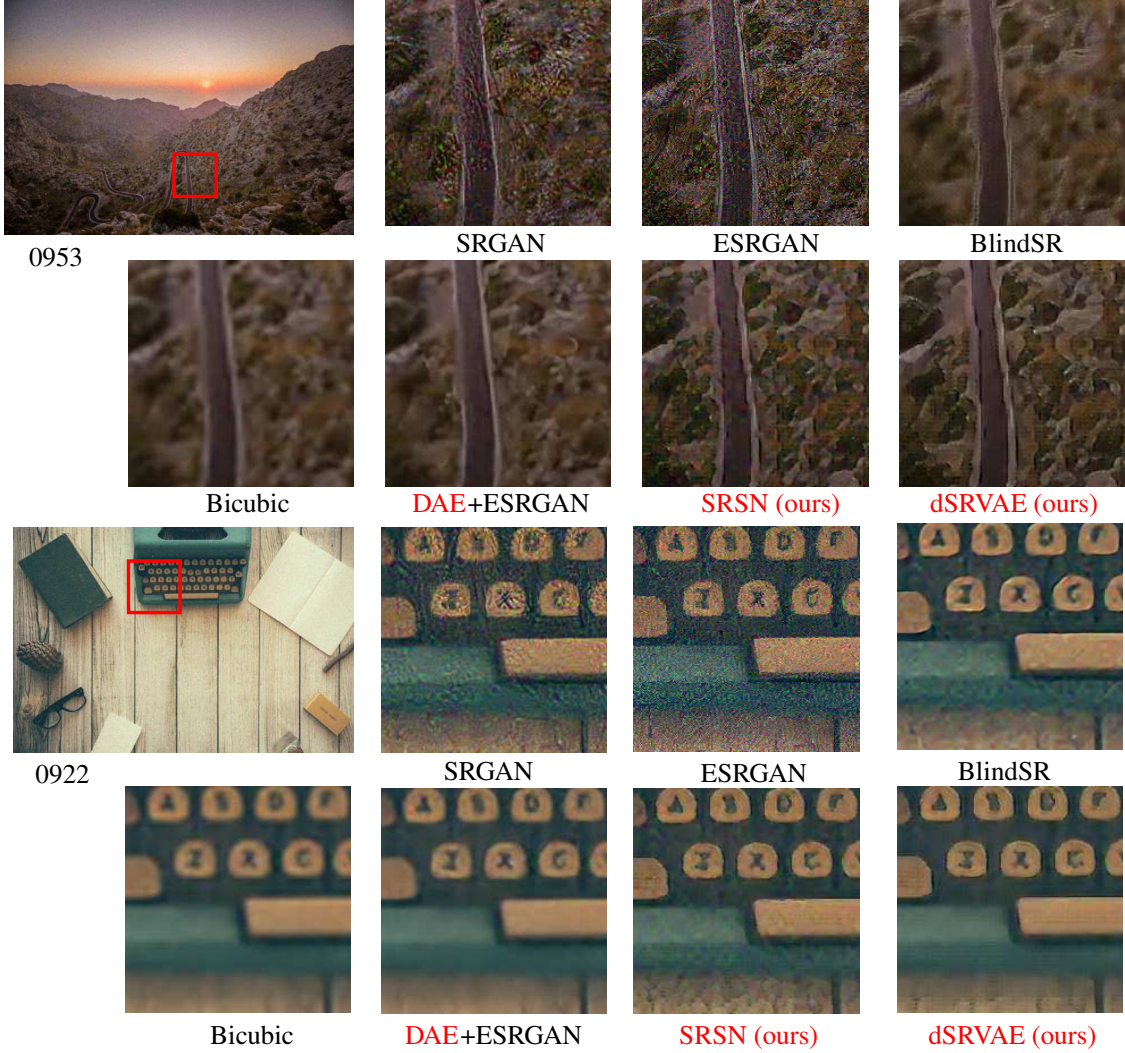 SRGAN ESRGAN BlindSR
0953
Bicubic DAE+ESRGAN SRSN (ours) dSRVAE (ours)
0922
SRGAN ESRGAN BlindSR
Bicubic DAE+ESRGAN SRSN (ours) dSRVAE (ours)